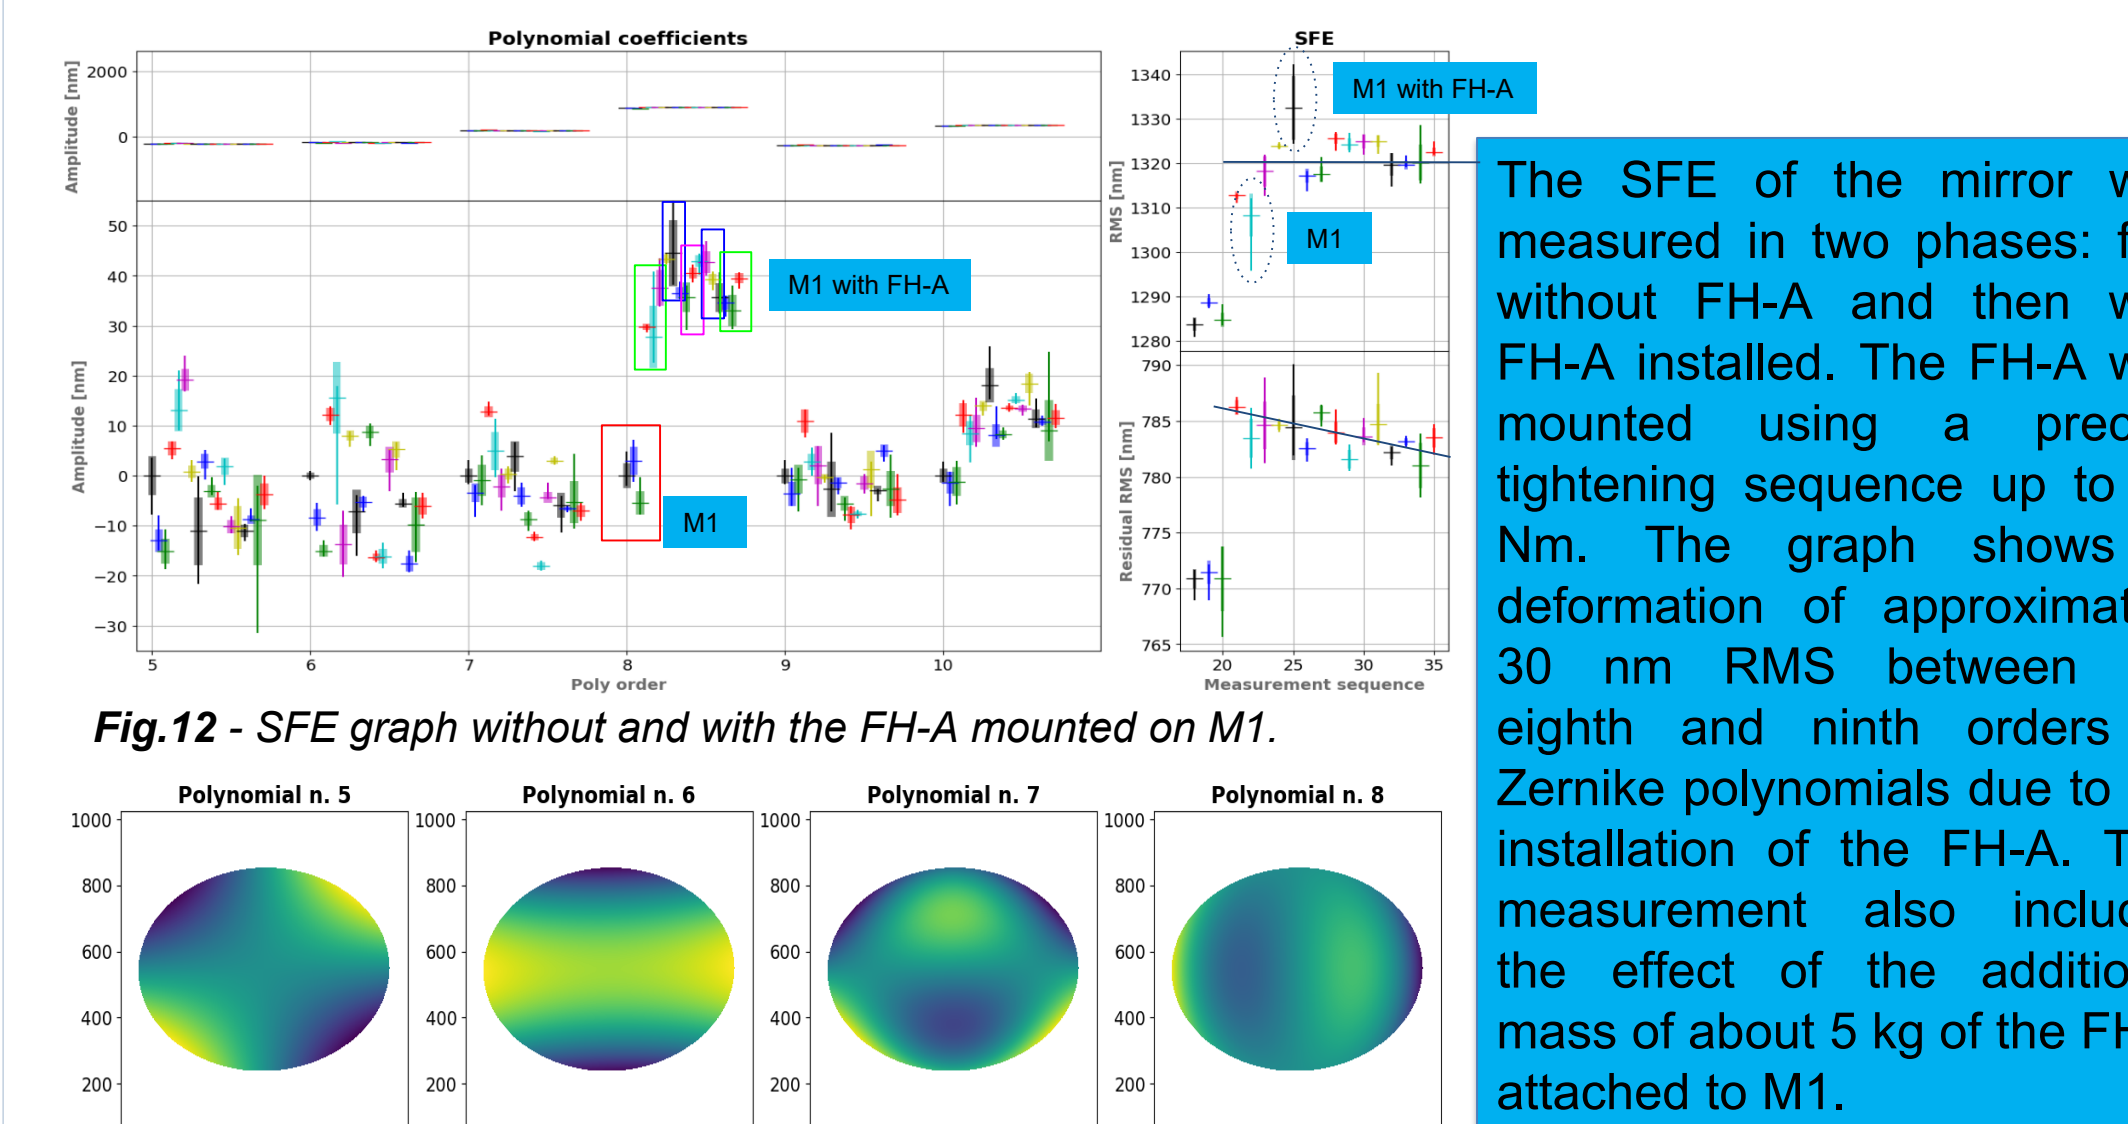 Polynomial coefficients
SFE
Amplitude [nm]
2000
0
Amplitude [nm]
50
40
30
20
10
0
−10
−20
−30
5 6 7 8 9 10
Poly order
M1 with FH-A
M1
RMS [nm]
1340
1330
1320
1310
1300
1290
1280
M1 with FH-A
M1
Residual RMS [nm]
790
785
780
775
770
765
20 25 30 35
Measurement sequence
Fig.12 - SFE graph without and with the FH-A mounted on M1.
Polynomial n. 5
1000
800
600
400
200
Polynomial n. 6
1000
800
600
400
200
Polynomial n. 7
1000
800
600
400
200
Polynomial n. 8
1000
800
600
400
200
The SFE of the mirror
measured in two phases:
without FH-A and then
FH-A installed. The FH-A
mounted using a
tightening sequence up to
Nm. The graph shows
deformation of
30 nm RMS between
eighth and ninth orders
Zernike polynomials due to
installation of the FH-A.
measurement also
the effect of the
mass of about 5 kg of the
attached to M1.